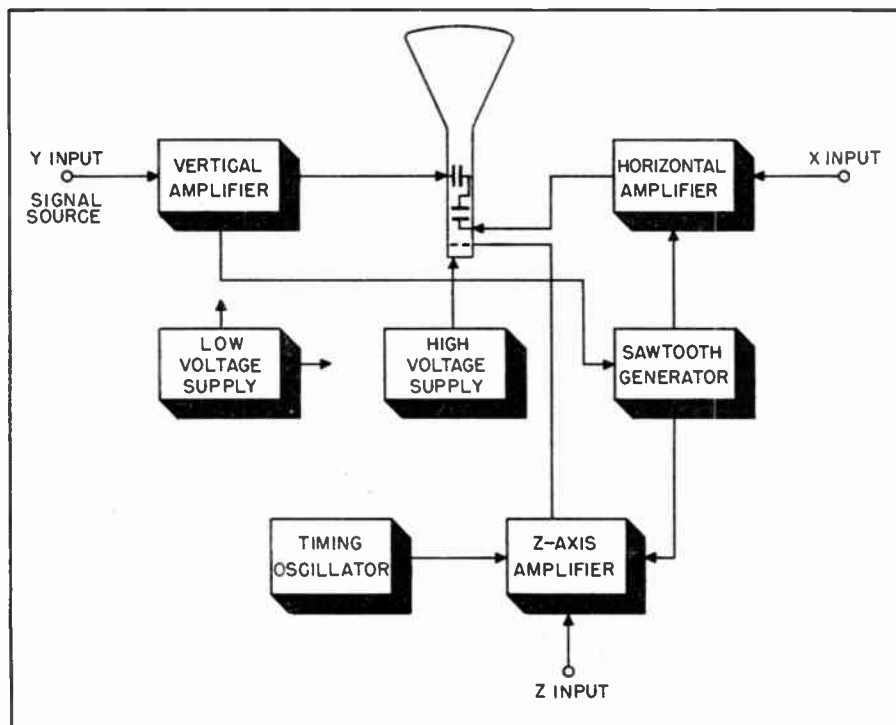 Y INPUT
SIGNAL
SOURCE
VERTICAL
AMPLIFIER
HORIZONTAL
AMPLIFIER
X INPUT
LOW
VOLTAGE
SUPPLY
HIGH
VOLTAGE
SUPPLY
SAWTOOTH
GENERATOR
TIMING
OSCILLATOR
Z-AXIS
AMPLIFIER
Z INPUT